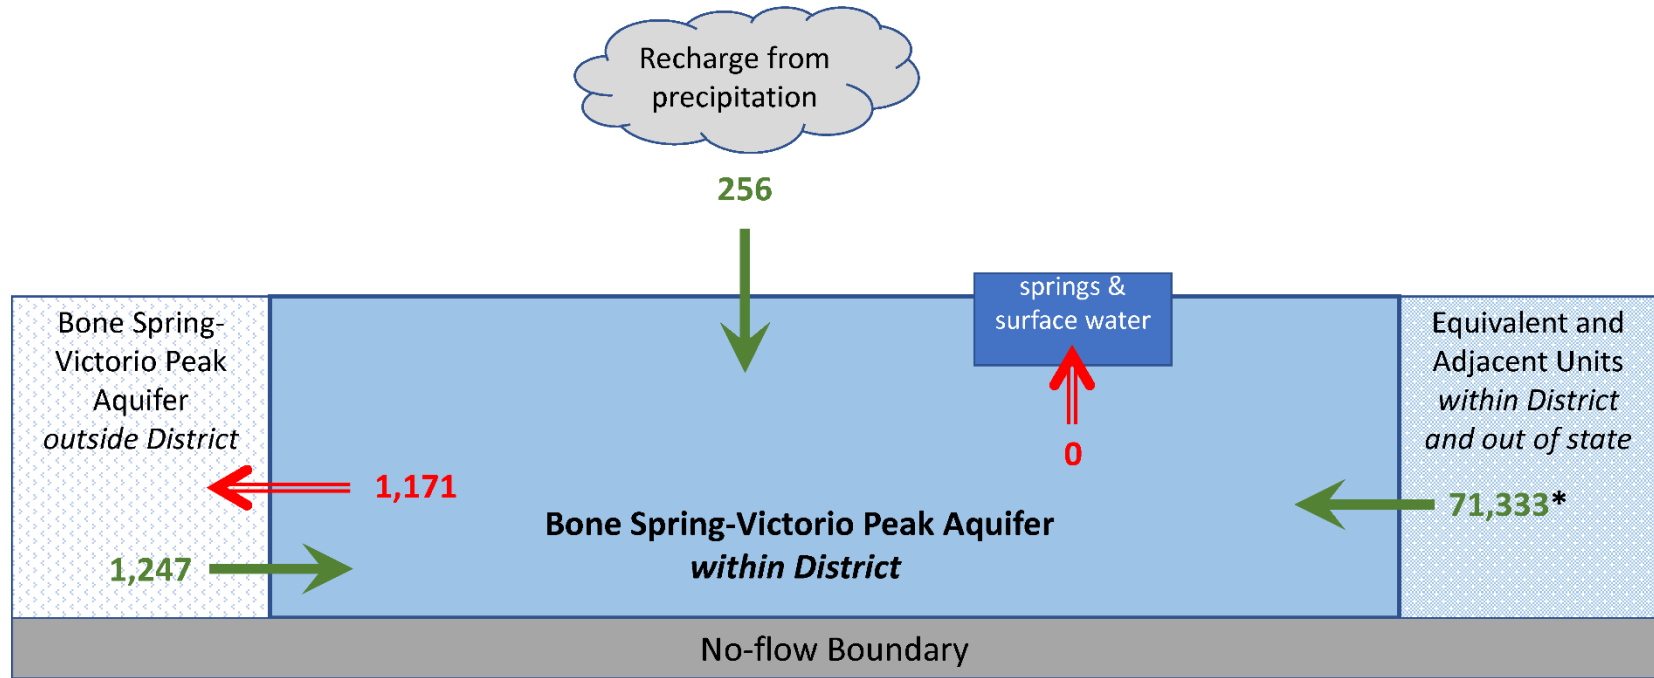 Recharge from
precipitation
256
springs &
surface water
0
Bone Spring-
Victorio Peak
Aquifer
outside District
1,171
1,247
Bone Spring-Victorio Peak Aquifer
within District
Equivalent and
Adjacent Units
within District
and out of state
71,333*
No-flow Boundary